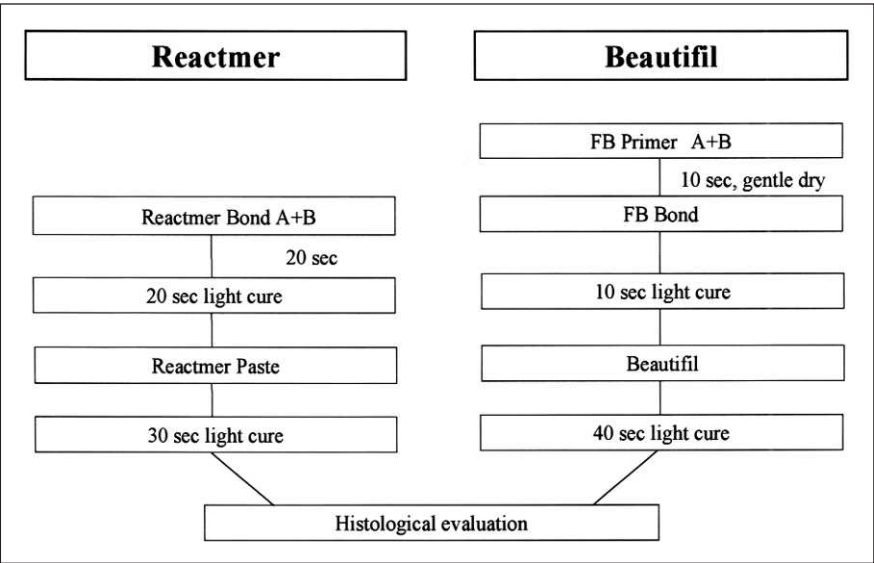 Reactmer
Reactmer Bond A+B
20 sec
20 sec light cure
Reactmer Paste
30 sec light cure
Beautifil
FB Primer A+B
10 sec, gentle dry
FB Bond
10 sec light cure
Beautifil
40 sec light cure
Histological evaluation